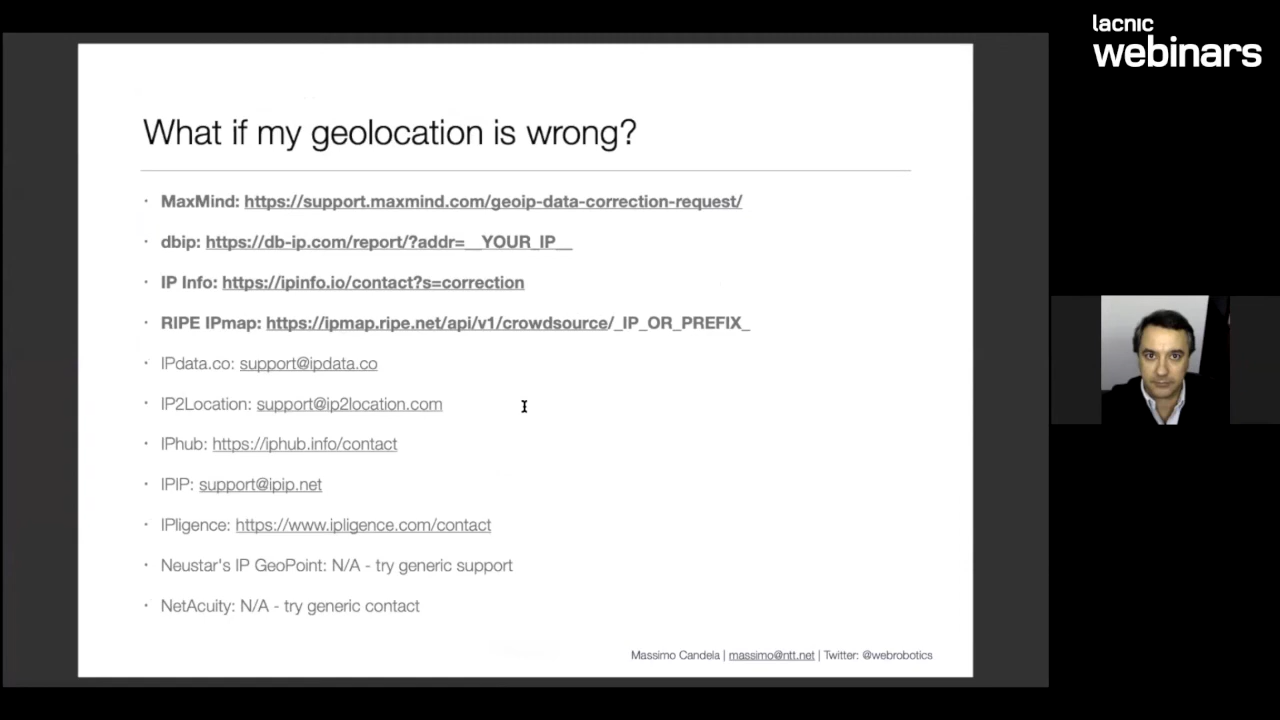 lacnic
webinars
What if my geolocation is wrong?
· MaxMind: https://support.maxmind.com/geoip-data-correction-request/
· dbip: https://db-ip.com/report/?addr=__YOUR_IP__
· IP Info: https://ipinfo.io/contact?s=correction
· RIPE IPmap: https://ipmap.ripe.net/api/v1/crowdsource/_IP_OR_PREFIX_
· IPdata.co: support@ipdata.co
· IP2Location: support@ip2location.com
· IPhub: https://iphub.info/contact
· IPIP: support@ipip.net
· IPligence: https://www.ipligence.com/contact
· Neustar's IP GeoPoint: N/A - try generic support
· NetAcuity: N/A - try generic contact
Massimo Candela | massimo@ntt.net | Twitter: @webrobotics